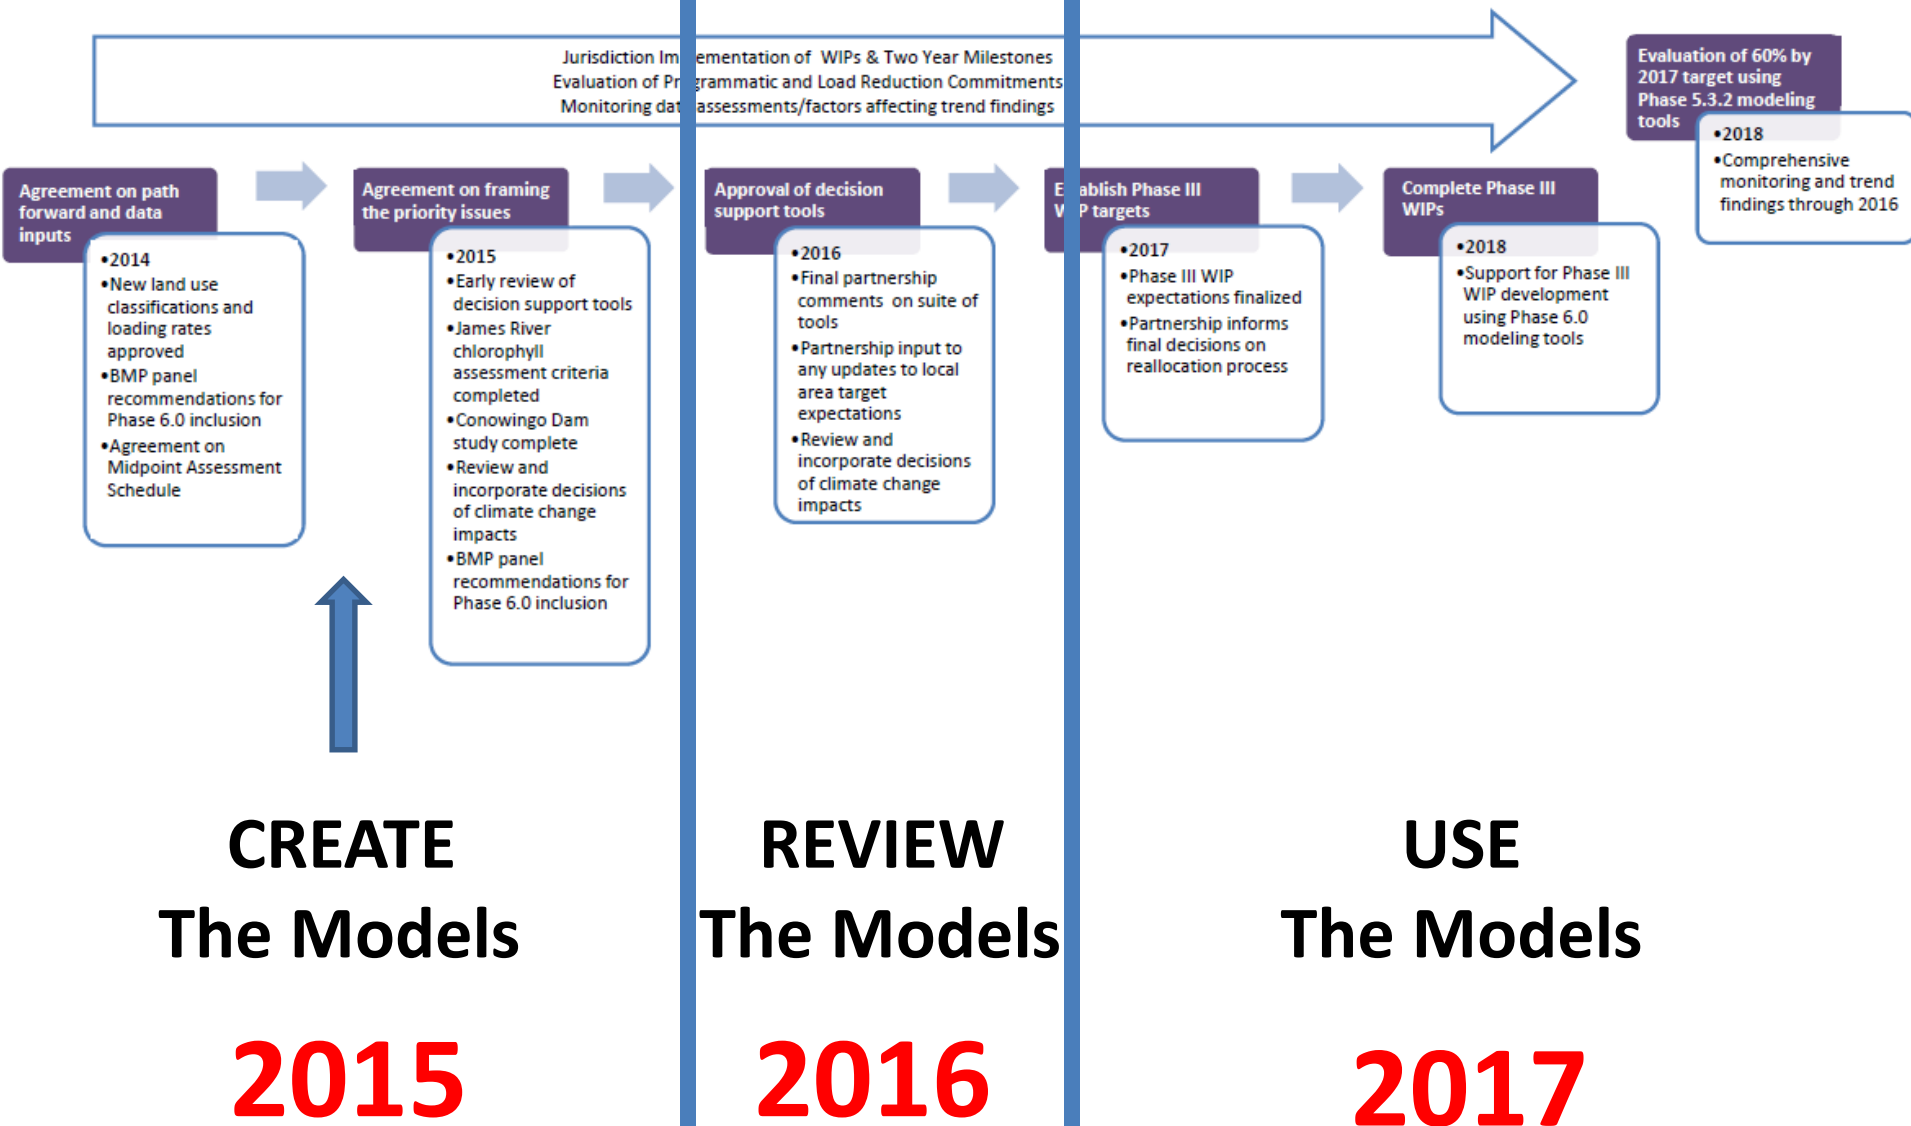 Jurisdiction Im ementation of WIPs & Two Year Milestones
Evaluation of Pr grammatic and Load Reduction Commitments
Monitoring dat assessments/factors affecting trend findings
Evaluation of 60% by
2017 target using
Phase 5.3.2 modeling
tools
•2018
•Comprehensive
monitoring and trend
findings through 2016
Agreement on path
forward and data
inputs
•2014
•New land use
classifications and
loading rates
approved
•BMP panel
recommendations for
Phase 6.0 inclusion
•Agreement on
Midpoint Assessment
Schedule
Agreement on framing
the priority issues
•2015
•Early review of
decision support tools
•James River
chlorophyll
assessment criteria
completed
•Conowingo Dam
study complete
•Review and
incorporate decisions
of climate change
impacts
•BMP panel
recommendations for
Phase 6.0 inclusion
Approval of decision
support tools
•2016
•Final partnership
comments on suite of
tools
•Partnership input to
any updates to local
area target
expectations
•Review and
incorporate decisions
of climate change
impacts
E ablish Phase III
W P targets
•2017
•Phase III WIP
expectations finalized
•Partnership informs
final decisions on
reallocation process
Complete Phase III
WIPs
•2018
•Support for Phase III
WIP development
using Phase 6.0
modeling tools
CREATE
The Models
2015
REVIEW
The Models
2016
USE
The Models
2017